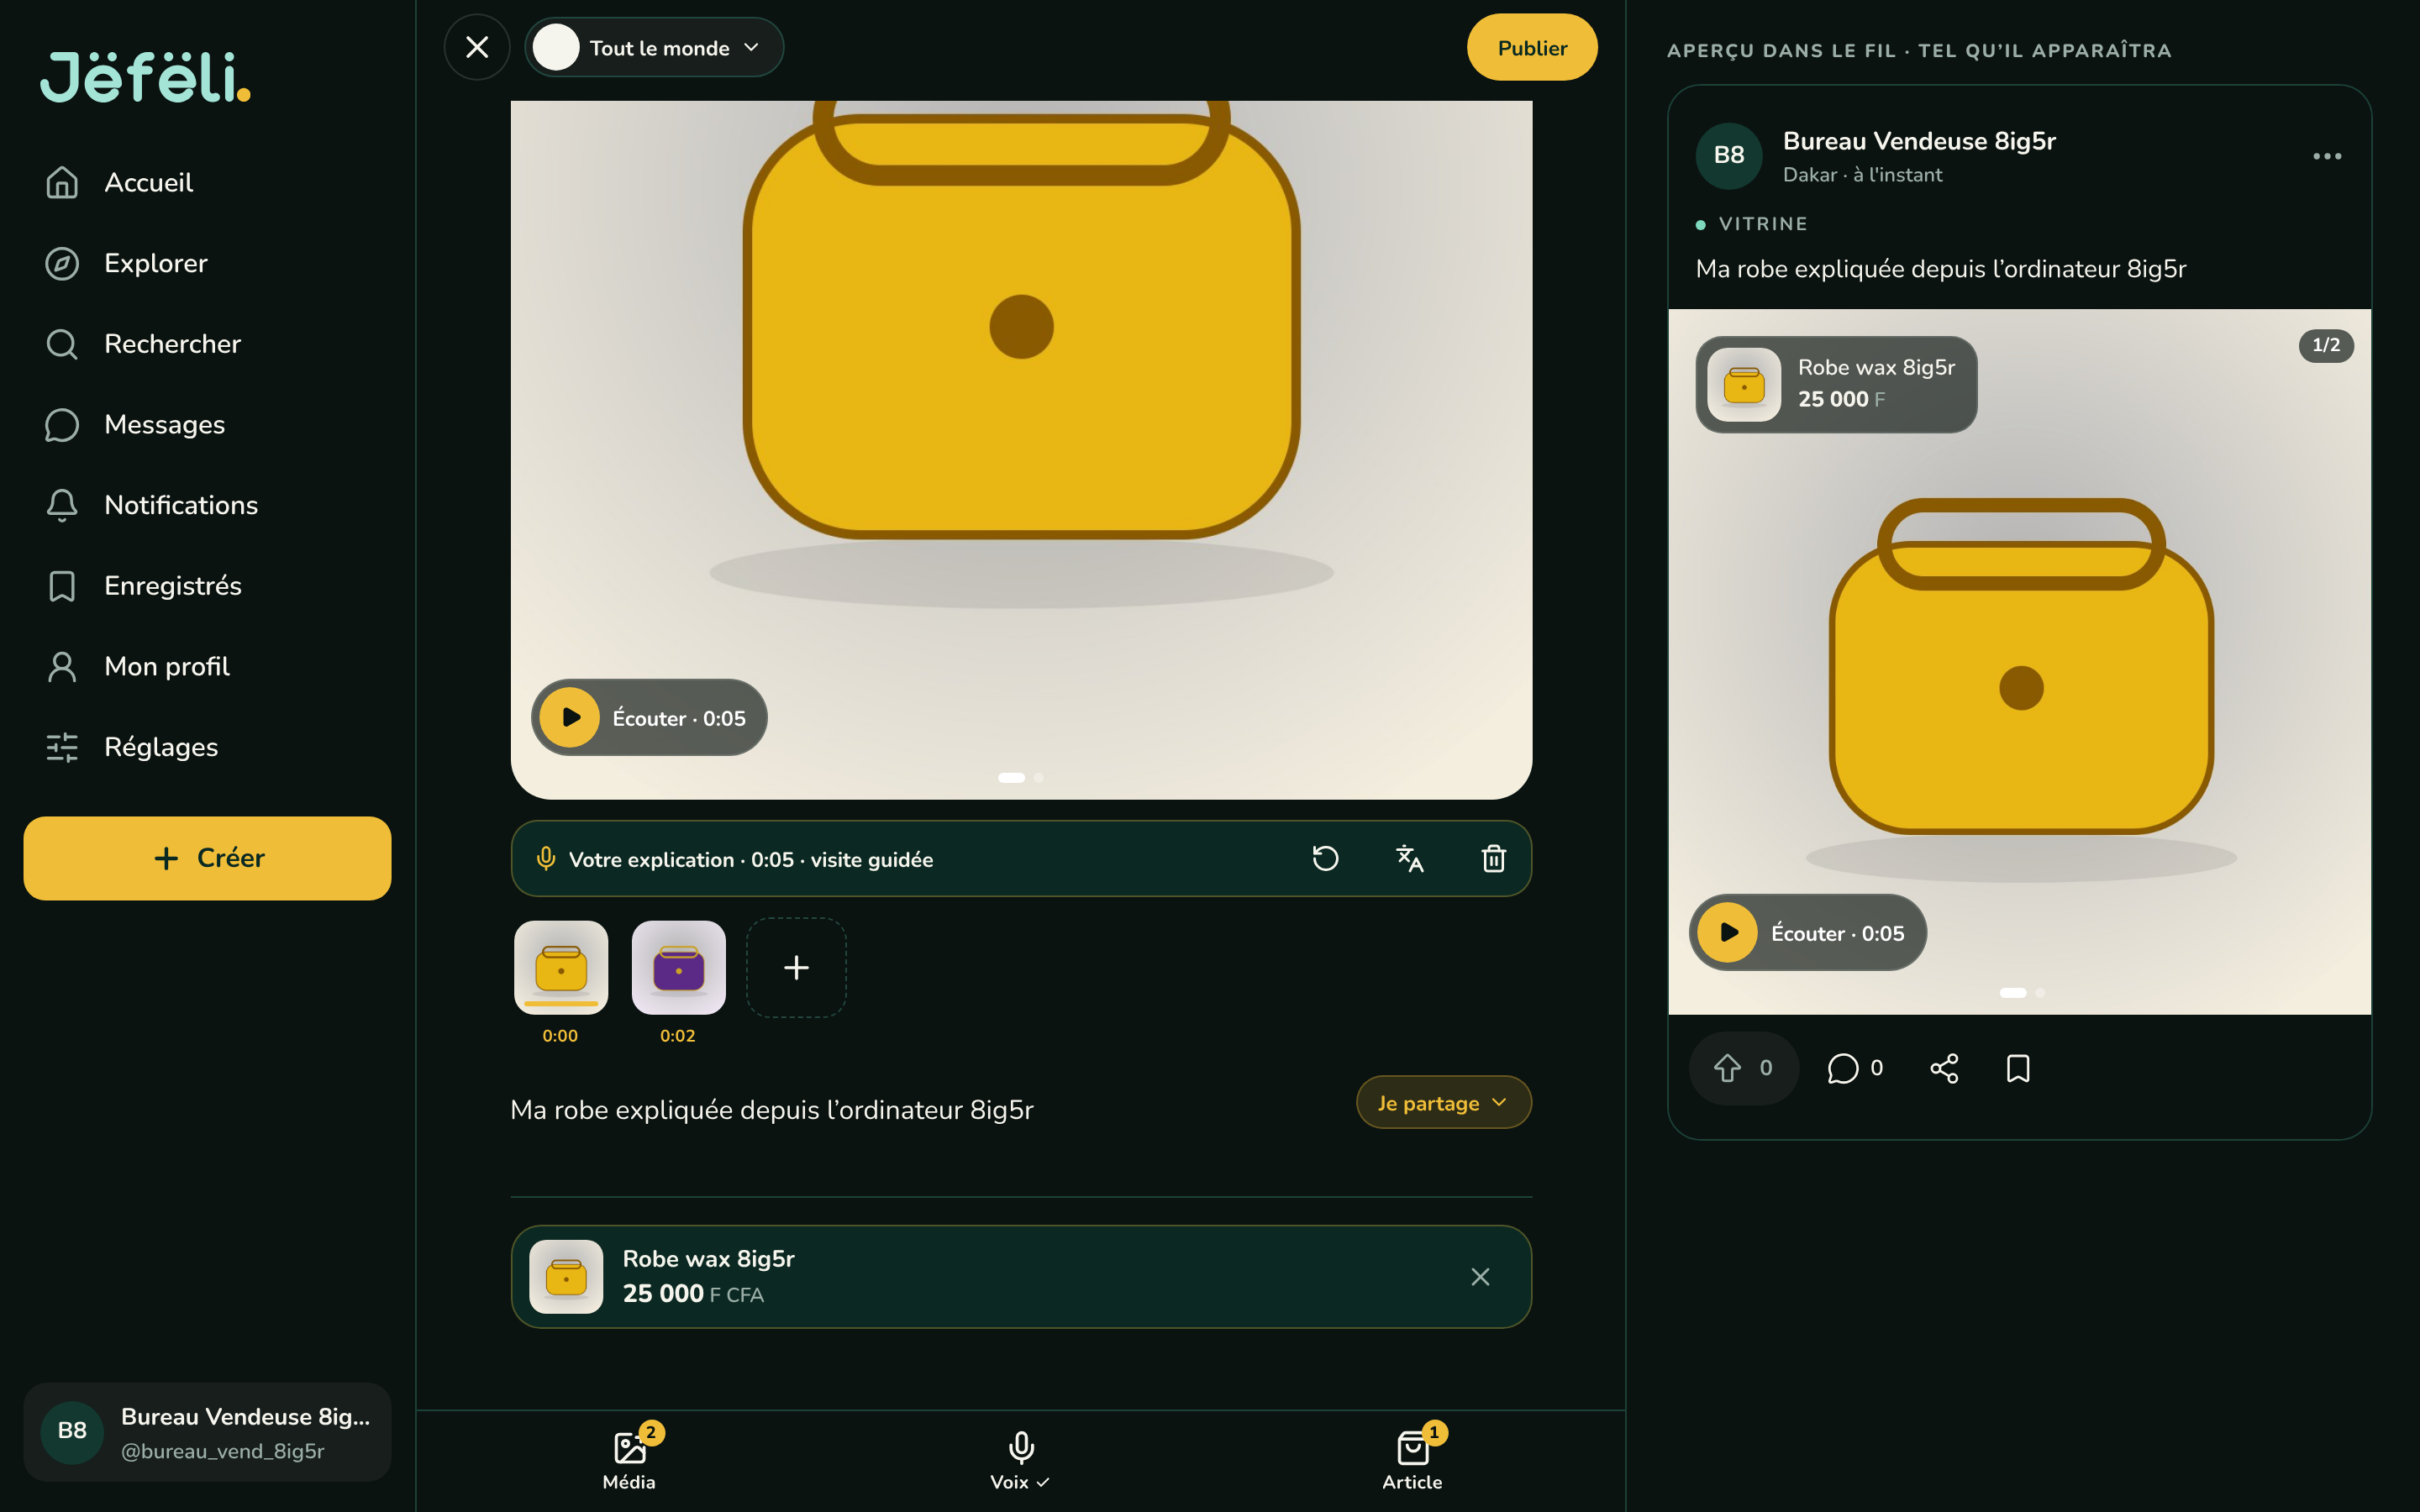 Jëfëli.
Accueil
Explorer
Rechercher
Messages
Notifications
Enregistrés
Mon profil
Réglages
Créer
B8
Bureau Vendeuse 8ig...
@bureau_vend_8ig5r
Tout le monde
Publier
Écouter · 0:05
Votre explication · 0:05 · visite guidée
0:00
0:02
Ma robe expliquée depuis l’ordinateur 8ig5r
Je partage
Robe wax 8ig5r
25 000 F CFA
2
Média
Voix
1
Article
APERÇU DANS LE FIL · TEL QU’IL APPARAÎTRA
B8
Bureau Vendeuse 8ig5r
Dakar · à l'instant
VITRINE
Ma robe expliquée depuis l’ordinateur 8ig5r
Robe wax 8ig5r
25 000 F
1/2
Écouter · 0:05
0
0